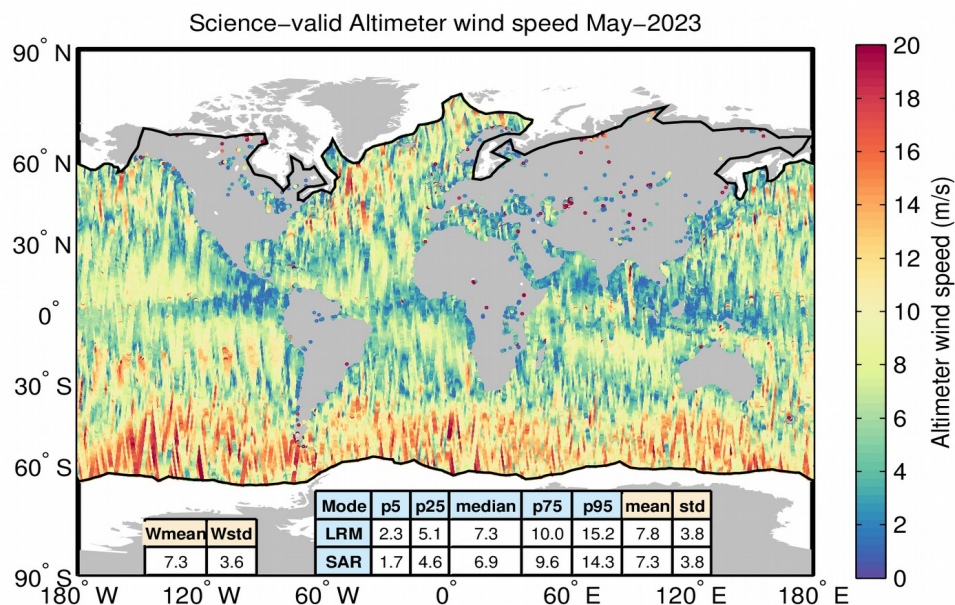 Science-valid Altimeter wind speed May-2023
90° N
60° N
30° N
0°
30° S
60° S
90° S
180° W 120° W 60° W 0° 60° E 120° E 180° E
Wmean Wstd
7.3 3.6
Mode p5 p25 median p75 p95 mean std
LRM 2.3 5.1 7.3 10.0 15.2 7.8 3.8
SAR 1.7 4.6 6.9 9.6 14.3 7.3 3.8
20
18
16
14
12
10
8
6
4
2
0
Altimeter wind speed (m/s)